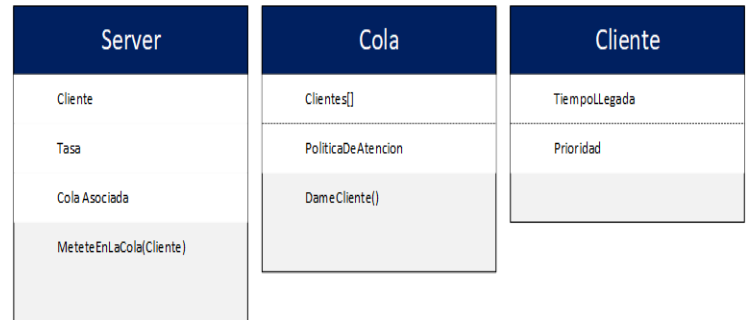 Server
Cliente
Tasa
Cola Asociada
MeteteEnLaCola(Cliente)
Cola
Clientes[]
PoliticaDeAtencion
DameCliente()
Cliente
TiempoLLegada
Prioridad